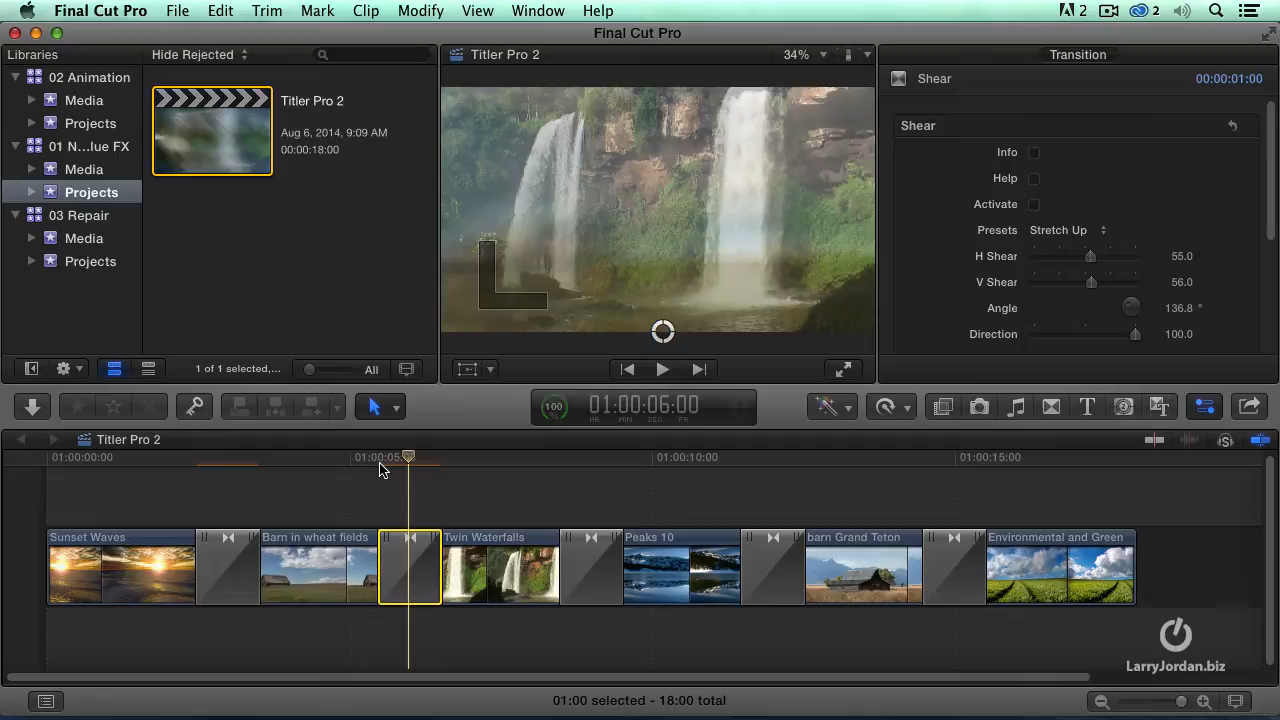 Final Cut Pro File Edit Trim Mark Clip Modify View Window Help 2 2
Final Cut Pro
Libraries Hide Rejected Titler Pro 2 34% Transition
02 Animation
Media
Projects
01 N...lue FX
Media
Projects
03 Repair
Media
Projects
Titler Pro 2
Aug 6, 2014, 9:09 AM
00:00:18:00
Shear 00:00:01:00
Shear
Info
Help
Activate
Presets Stretch Up
H Shear 55.0
V Shear 56.0
Angle 136.8 °
Direction 100.0
1 of 1 selected,... All
100 % 01:00:06:00
HR MIN SEC FR
Titler Pro 2
01:00:00:00 01:00:05: 01:00:10:00 01:00:15:00
Sunset Waves Barn in wheat fields Twin Waterfalls Peaks 10 barn Grand Teton Environmental and Green
LarryJordan.biz
01:00 selected - 18:00 total